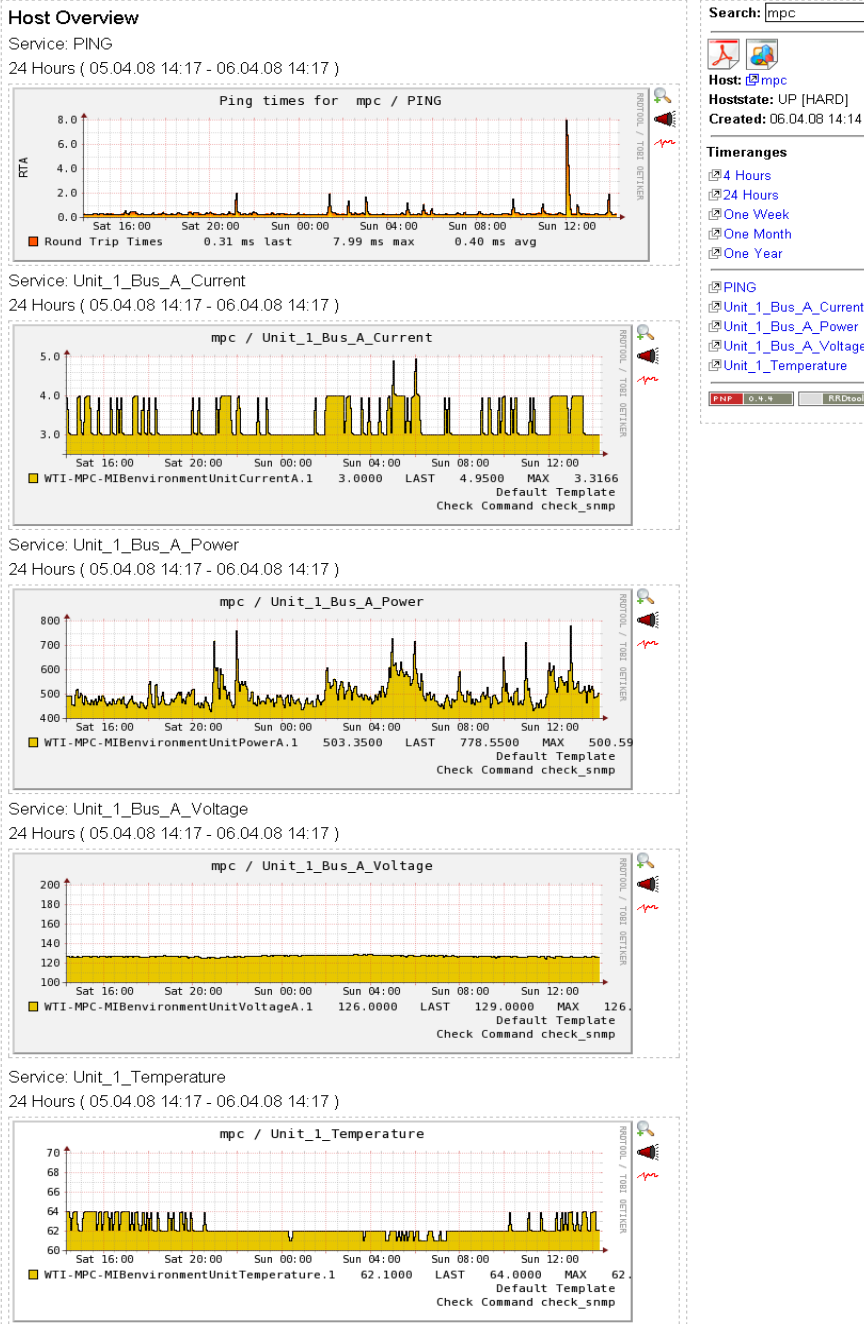 Host Overview
Service: PING
24 Hours ( 05.04.08 14:17 - 06.04.08 14:17 )
Ping times for mpc / PING
RRDTOOL / TOBI OETIKER
RTA
8.0
6.0
4.0
2.0
0.0
Sat 16:00 Sat 20:00 Sun 00:00 Sun 04:00 Sun 08:00 Sun 12:00
Round Trip Times 0.31 ms last 7.99 ms max 0.40 ms avg
Service: Unit_1_Bus_A_Current
24 Hours ( 05.04.08 14:17 - 06.04.08 14:17 )
mpc / Unit_1_Bus_A_Current
RRDTOOL / TOBI OETIKER
5.0
4.0
3.0
Sat 16:00 Sat 20:00 Sun 00:00 Sun 04:00 Sun 08:00 Sun 12:00
WTI-MPC-MIBenvironmentUnitCurrentA.1 3.0000 LAST 4.9500 MAX 3.3166
Default Template
Check Command check_snmp
Service: Unit_1_Bus_A_Power
24 Hours ( 05.04.08 14:17 - 06.04.08 14:17 )
mpc / Unit_1_Bus_A_Power
RRDTOOL / TOBI OETIKER
800
700
600
500
400
Sat 16:00 Sat 20:00 Sun 00:00 Sun 04:00 Sun 08:00 Sun 12:00
WTI-MPC-MIBenvironmentUnitPowerA.1 503.3500 LAST 778.5500 MAX 500.59
Default Template
Check Command check_snmp
Service: Unit_1_Bus_A_Voltage
24 Hours ( 05.04.08 14:17 - 06.04.08 14:17 )
mpc / Unit_1_Bus_A_Voltage
RRDTOOL / TOBI OETIKER
200
180
160
140
120
100
Sat 16:00 Sat 20:00 Sun 00:00 Sun 04:00 Sun 08:00 Sun 12:00
WTI-MPC-MIBenvironmentUnitVoltageA.1 126.0000 LAST 129.0000 MAX 126.
Default Template
Check Command check_snmp
Service: Unit_1_Temperature
24 Hours ( 05.04.08 14:17 - 06.04.08 14:17 )
mpc / Unit_1_Temperature
RRDTOOL / TOBI OETIKER
70
68
66
64
62
60
Sat 16:00 Sat 20:00 Sun 00:00 Sun 04:00 Sun 08:00 Sun 12:00
WTI-MPC-MIBenvironmentUnitTemperature.1 62.1000 LAST 64.0000 MAX 62.
Default Template
Check Command check_snmp
Search: mpc
Host: mpc
Hoststate: UP [HARD]
Created: 06.04.08 14:14
Timeranges
4 Hours
24 Hours
One Week
One Month
One Year
PING
Unit_1_Bus_A_Current
Unit_1_Bus_A_Power
Unit_1_Bus_A_Voltage
Unit_1_Temperature
PNP 0.4.4 RRDtool